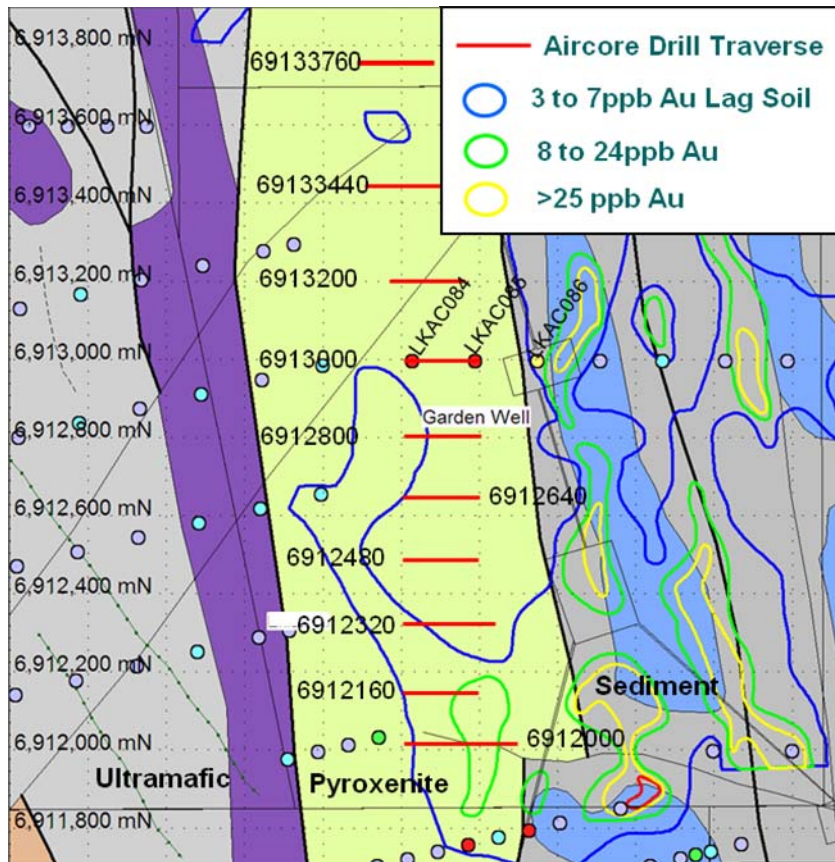 6,913,800 mN
69133760
Aircore Drill Traverse
3 to 7ppb Au Lag Soil
8 to 24ppb Au
>25 ppb Au
6,913,600 mN
6,913,400 mN
69133440
6,913,200 mN
6913200
LKAC084
LKAC085
LKAC086
6,913,000 mN
6913000
Garden Well
6,912,800 mN
6912800
6,912,600 mN
6912640
6912480
6,912,400 mN
6912320
6,912,200 mN
6912160
Sediment
6,912,000 mN
6912000
Ultramafic
Pyroxenite
6,911,800 mN